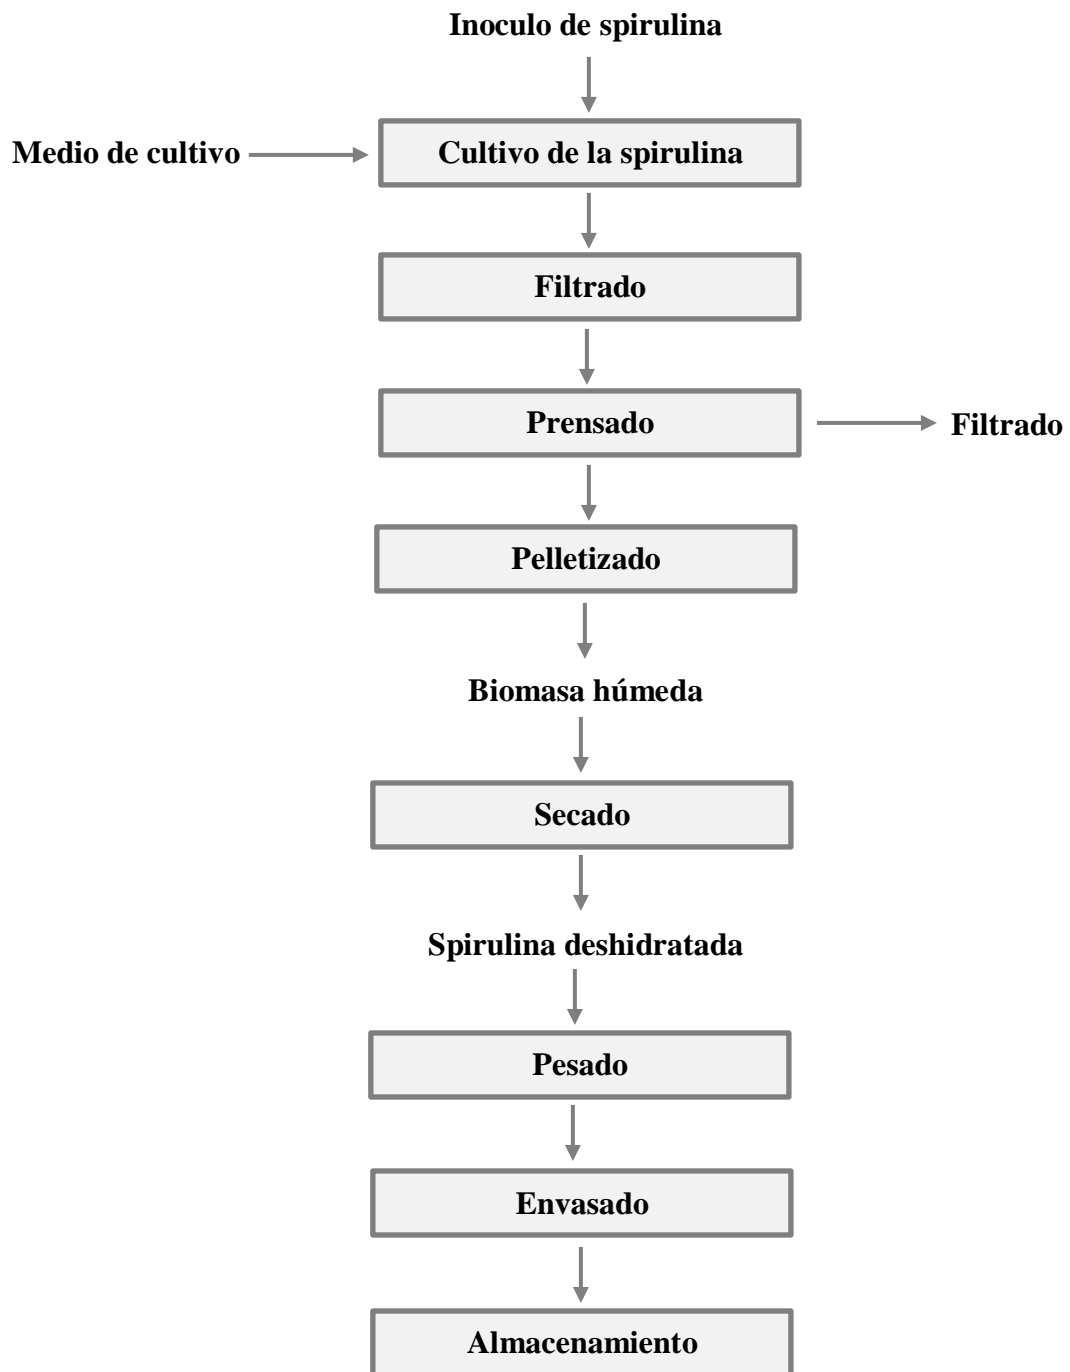 Inoculo de spirulina
Medio de cultivo
Cultivo de la spirulina
Filtrado
Prensado
Filtrado
Pelletizado
Biomasa húmeda
Secado
Spirulina deshidratada
Pesado
Envasado
Almacenamiento